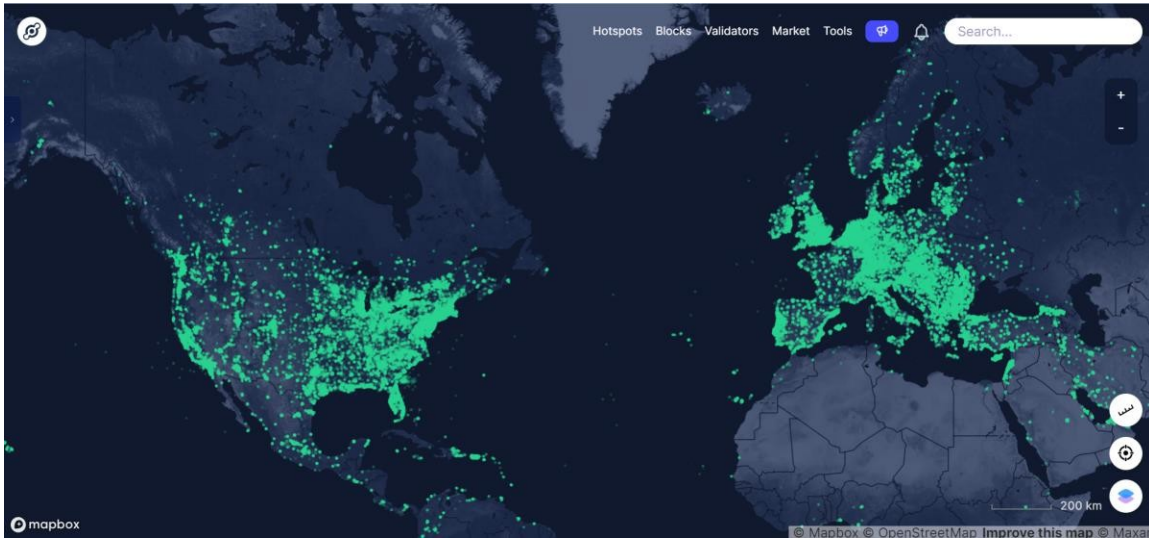 Hotspots Blocks Validators Market Tools Search...
+
-
200 km
mapbox
© Mapbox © OpenStreetMap Improve this map © Maxar